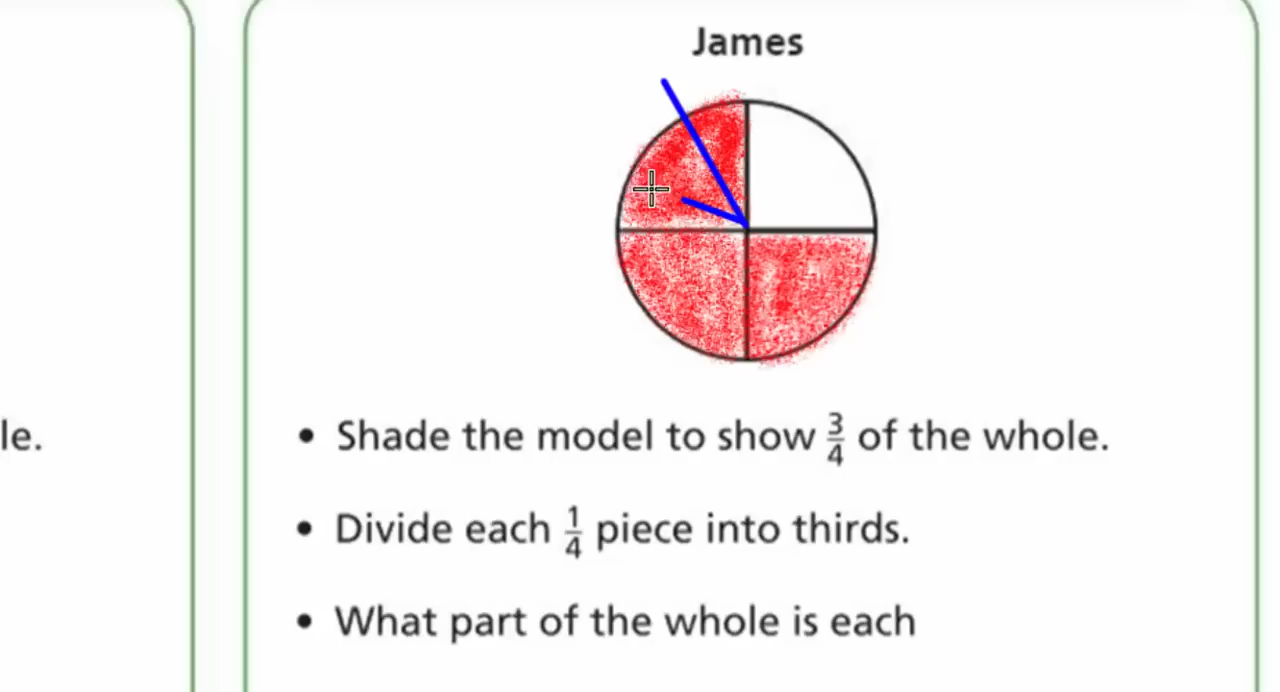 James
le.
• Shade the model to show 3/4 of the whole.
• Divide each 1/4 piece into thirds.
• What part of the whole is each